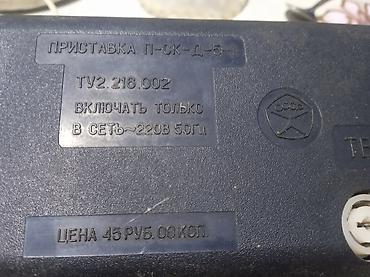 ПРИСТАВКА П-СК-Д-5-
ТУ2.216.002
ВКЛЮЧАТЬ ТОЛЬКО
В СЕТЬ~220В 50Гц
ЦЕНА 45 РУБ. 00 КОП.